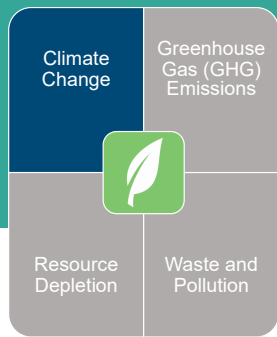 Climate
Change
Greenhouse
Gas (GHG)
Emissions
Resource
Depletion
Waste and
Pollution